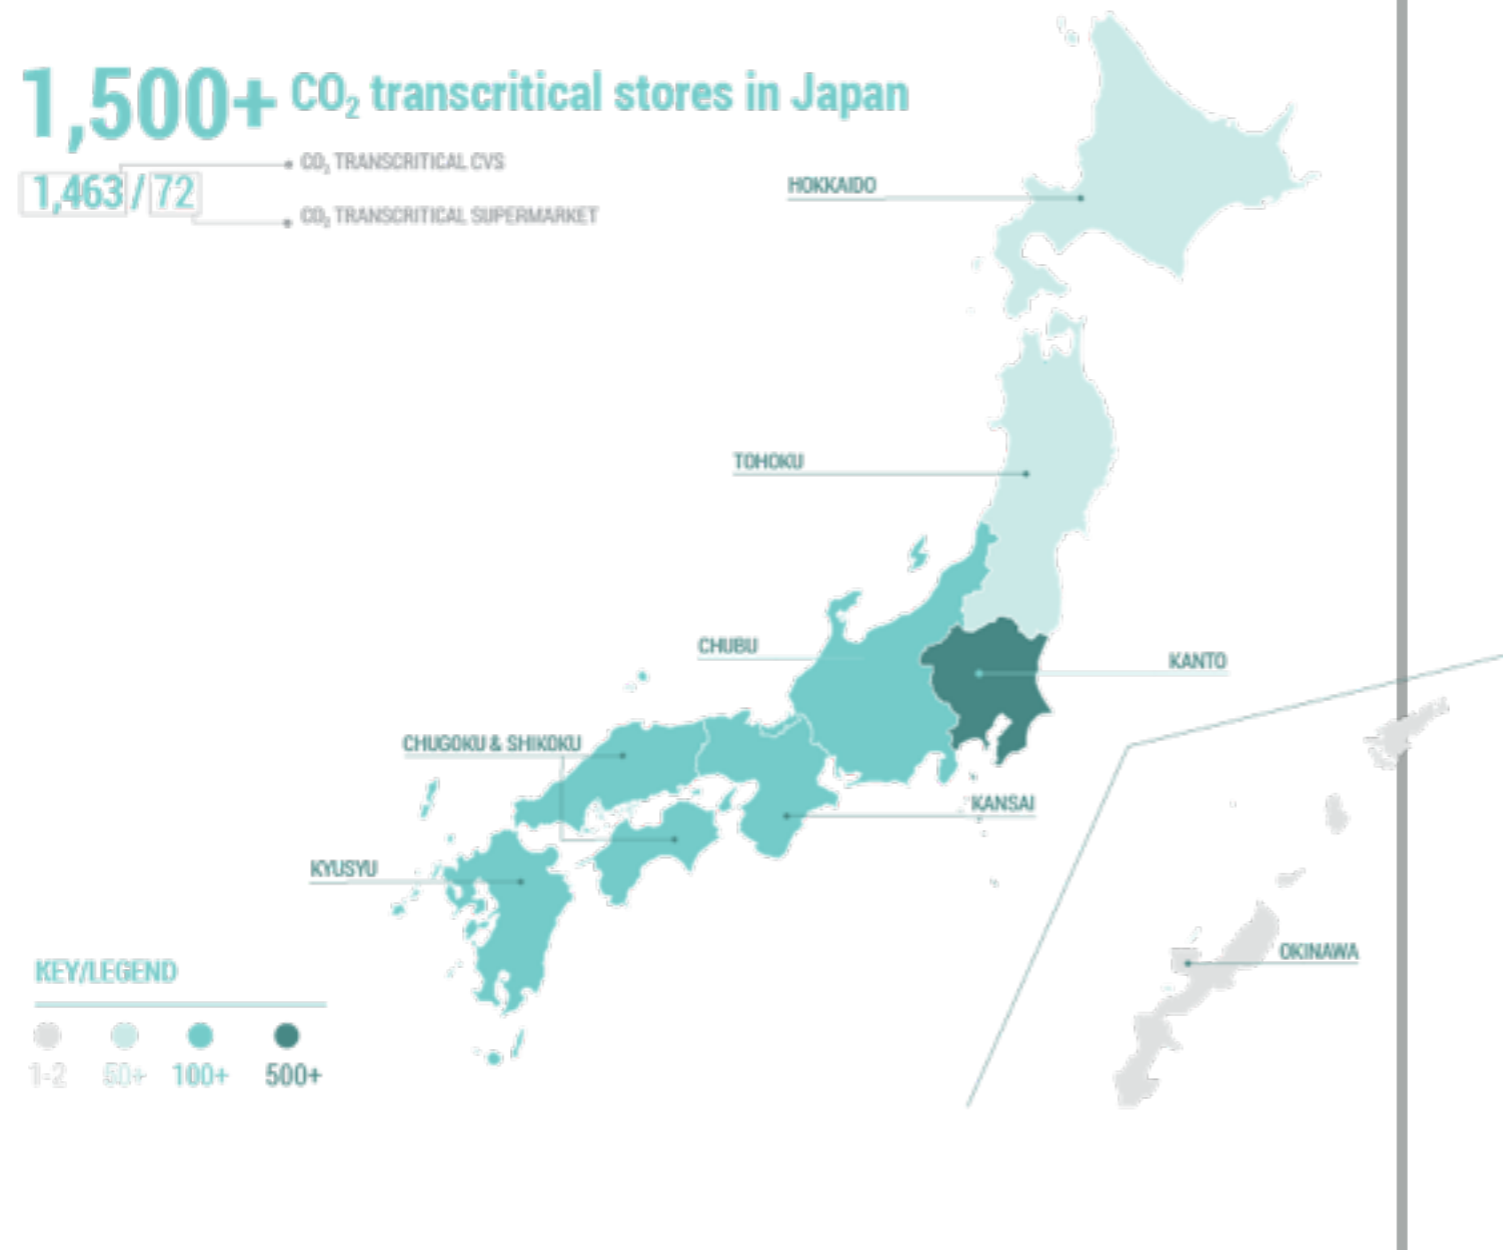 1,500+ CO₂ transcritical stores in Japan
CO₂ TRANSCRITICAL CVS
1,463 / 72
CO₂ TRANSCRITICAL SUPERMARKET
HOKKAIDO
TOHOKU
CHUBU
KANTO
CHUGOKU & SHIKOKU
KANSAI
KYUSYU
OKINAWA
KEY/LEGEND
1-2 50+ 100+ 500+